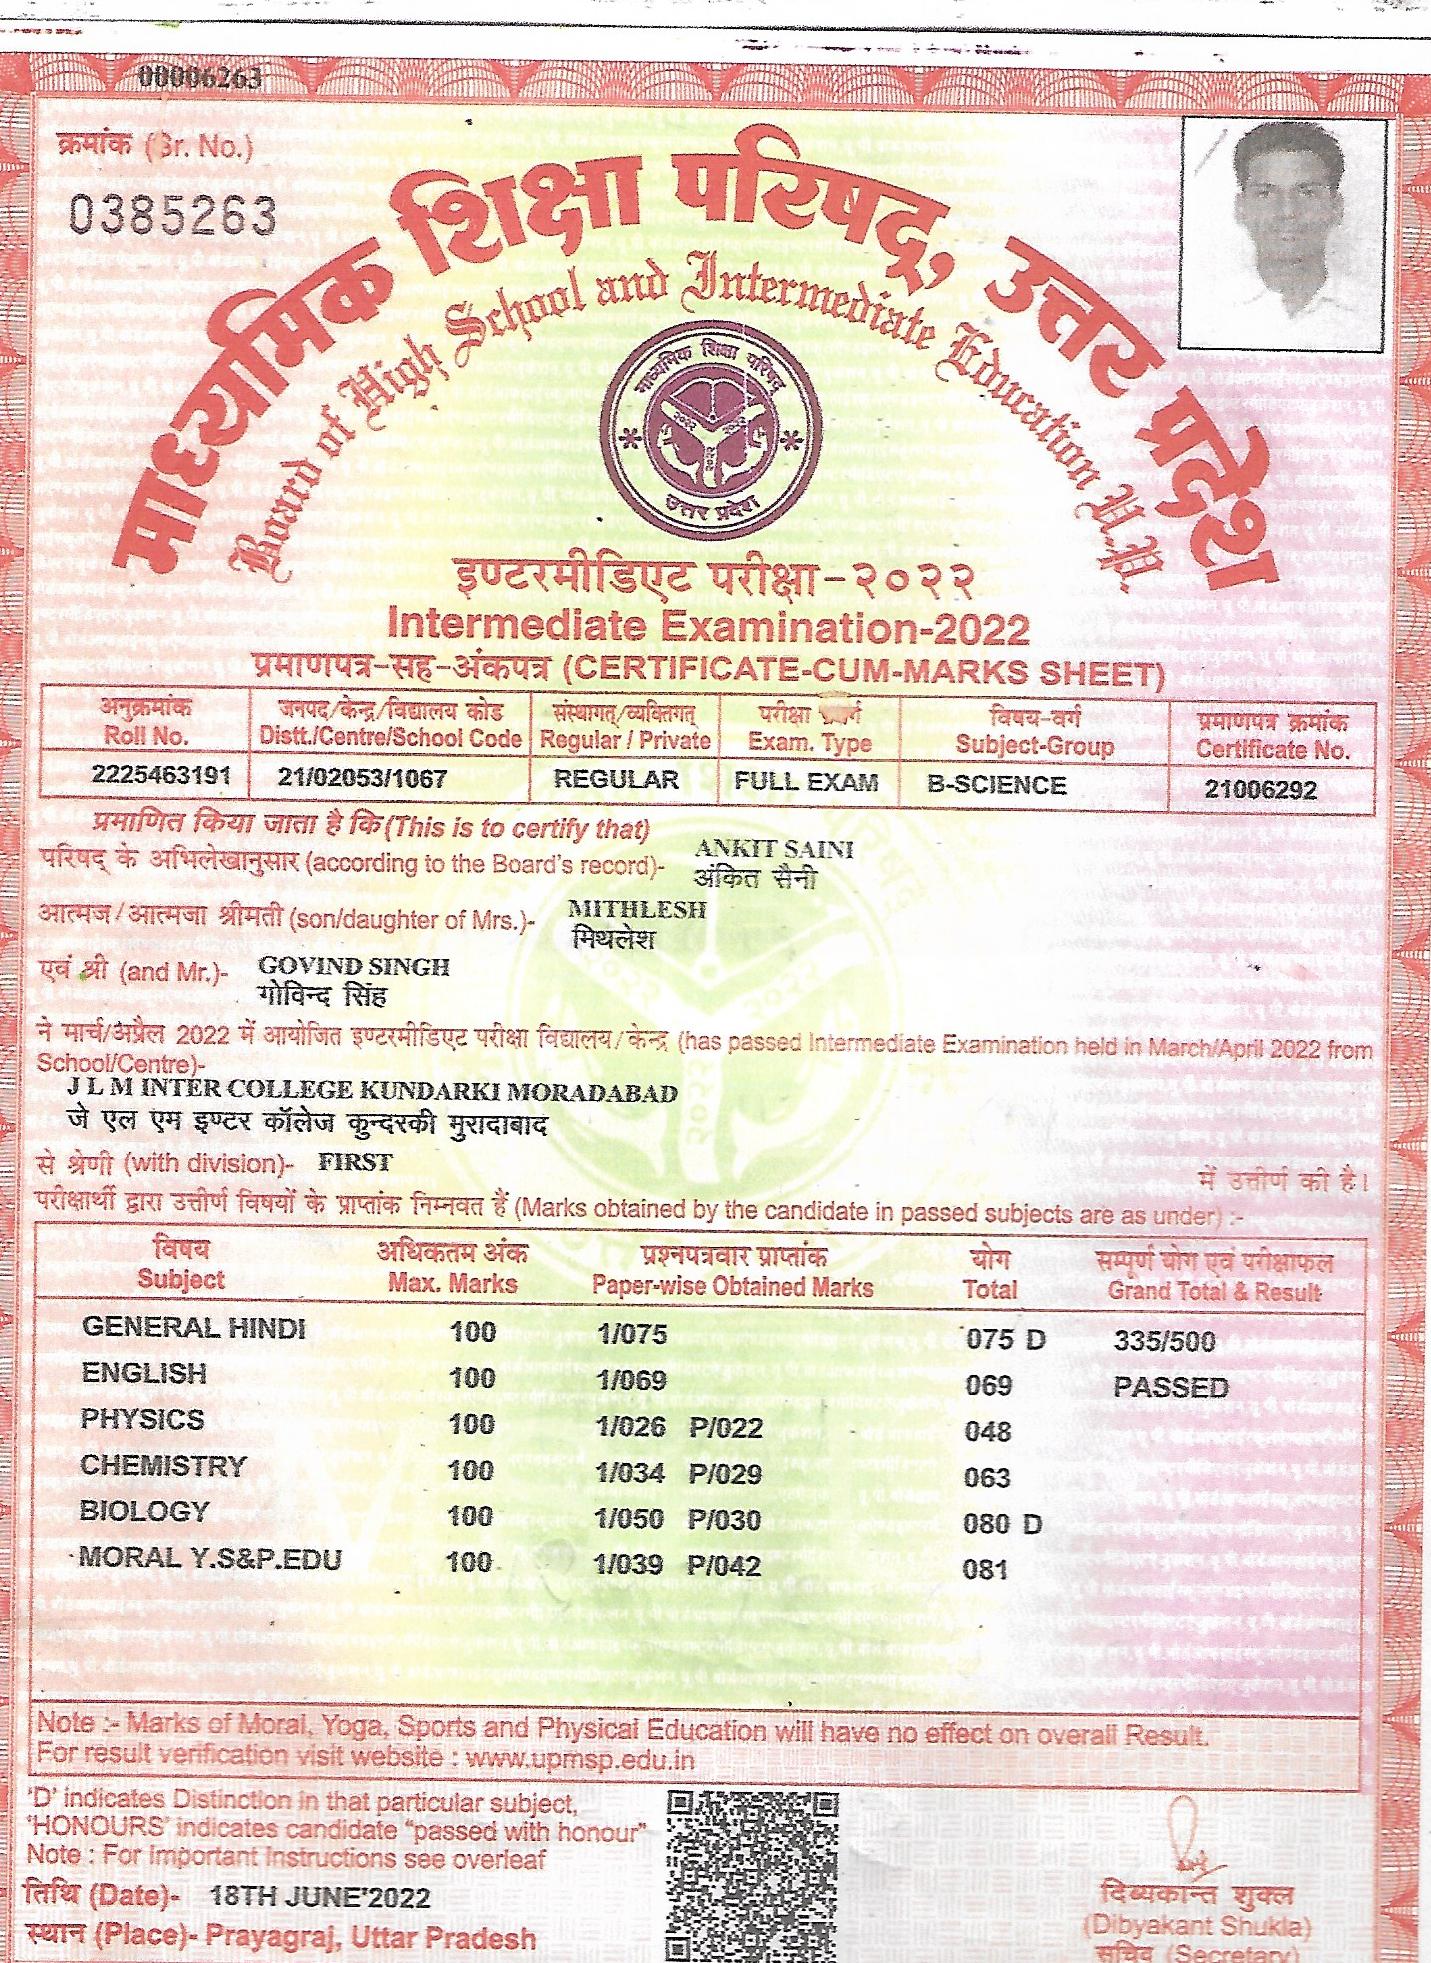 00006263
क्रमांक (Sr. No.)
0385263
माध्यमिक शिक्षा परिषद्, उत्तर प्रदेश
Board of High School and Intermediate Education U.P.
माध्यमिक शिक्षा परिषद्
२०२२ २०२२
२०२२
उत्तर प्रदेश
इण्टरमीडिएट परीक्षा-२०२२
Intermediate Examination-2022
प्रमाणपत्र-सह-अंकपत्र (CERTIFICATE-CUM-MARKS SHEET)
अनुक्रमांक जनपद/केन्द्र/विद्यालय कोड संस्थागत/व्यक्तिगत् परीक्षा विषय-वर्ग प्रमाणपत्र क्रमांक
Roll No. Distt./Centre/School Code Regular / Private Exam. Type Subject-Group Certificate No.
2225463191 21/02053/1067 REGULAR FULL EXAM B-SCIENCE 21006292
प्रमाणित किया जाता है कि (This is to certify that)
परिषद् के अभिलेखानुसार (according to the Board's record)- ANKIT SAINI
अंकित सैनी
आत्मज/आत्मजा श्रीमती (son/daughter of Mrs.)- MITHLESH
मिथलेश
एवं श्री (and Mr.)- GOVIND SINGH
गोविन्द सिंह
ने मार्च/अप्रैल 2022 में आयोजित इण्टरमीडिएट परीक्षा विद्यालय/केन्द्र (has passed Intermediate Examination held in March/April 2022 from
School/Centre)-
J L M INTER COLLEGE KUNDARKI MORADABAD
जे एल एम इण्टर कॉलेज कुन्दरकी मुरादाबाद
से श्रेणी (with division)- FIRST में उत्तीर्ण की है।
परीक्षार्थी द्वारा उत्तीर्ण विषयों के प्राप्तांक निम्नवत हैं (Marks obtained by the candidate in passed subjects are as under) :-
विषय अधिकतम अंक प्रश्नपत्रवार प्राप्तांक योग सम्पूर्ण योग एवं परीक्षाफल
Subject Max. Marks Paper-wise Obtained Marks Total Grand Total & Result
GENERAL HINDI 100 1/075 075 D 335/500
ENGLISH 100 1/069 069 PASSED
PHYSICS 100 1/026 P/022 048
CHEMISTRY 100 1/034 P/029 063
BIOLOGY 100 1/050 P/030 080 D
MORAL Y.S&P.EDU 100 1/039 P/042 081
Note :- Marks of Moral, Yoga, Sports and Physical Education will have no effect on overall Result.
For result verification visit website : www.upmsp.edu.in
'D' indicates Distinction in that particular subject,
'HONOURS' indicates candidate "passed with honour"
Note : For important instructions see overleaf
तिथि (Date)- 18TH JUNE'2022
स्थान (Place)- Prayagraj, Uttar Pradesh
दिव्यकान्त शुक्ल
(Dibyakant Shukla)
सचिव (Secretary)